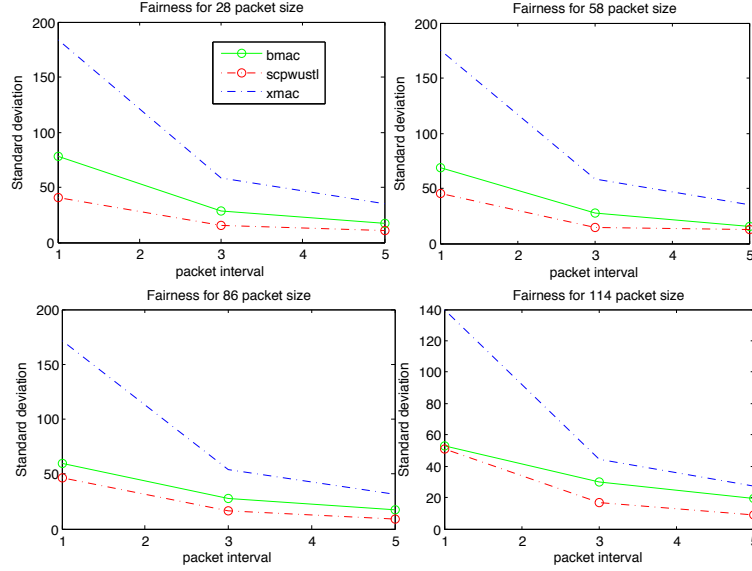 Fairness for 28 packet size
200
150
100
50
0
Standard deviation
bmac
scpwustl
xmac
1 2 3 4 5
packet interval
Fairness for 58 packet size
200
150
100
50
0
Standard deviation
1 2 3 4 5
packet interval
Fairness for 86 packet size
200
150
100
50
0
Standard deviation
1 2 3 4 5
packet interval
Fairness for 114 packet size
140
120
100
80
60
40
20
0
Standard deviation
1 2 3 4 5
packet interval